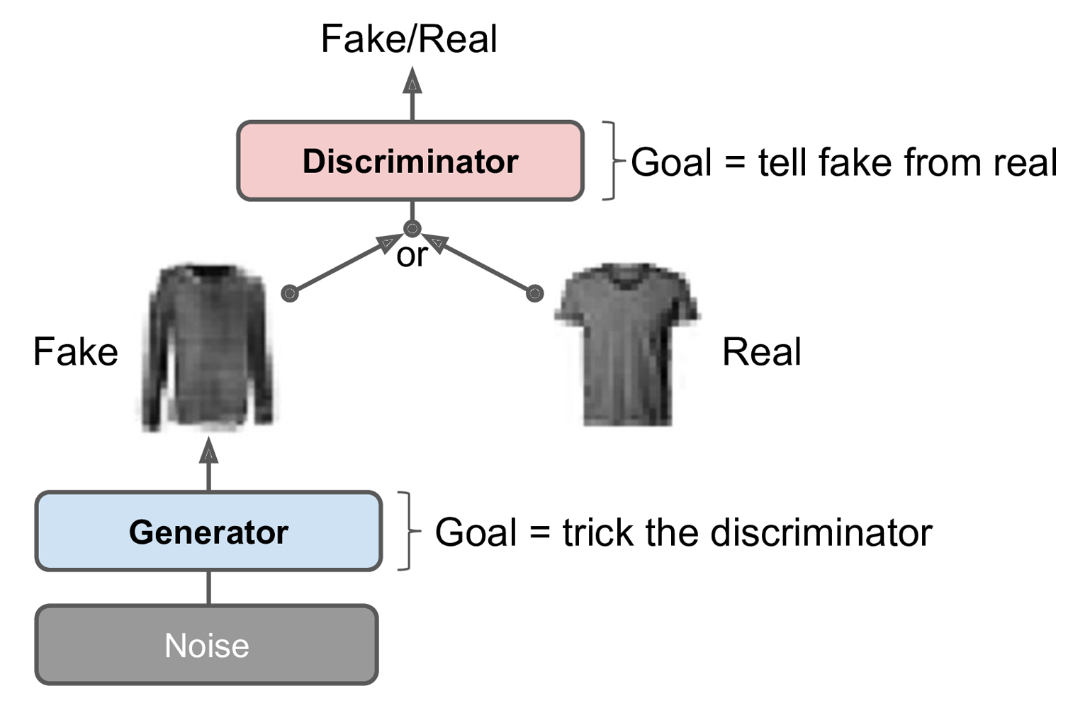 Fake/Real
Discriminator
Goal = tell fake from real
or
Fake
Real
Generator
Goal = trick the discriminator
Noise